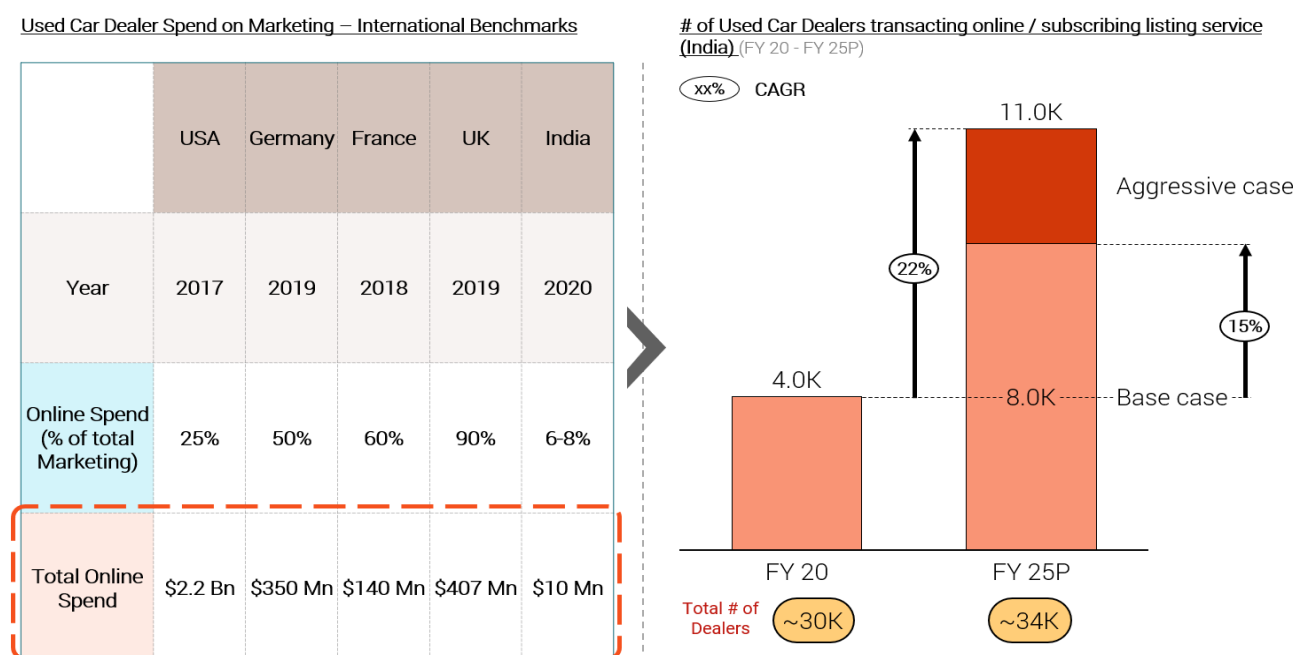 Used Car Dealer Spend on Marketing – International Benchmarks
USA Germany France UK India
Year 2017 2019 2018 2019 2020
Online Spend
(% of total
Marketing)
25% 50% 60% 90% 6-8%
Total Online
Spend
$2.2 Bn $350 Mn $140 Mn $407 Mn $10 Mn
# of Used Car Dealers transacting online / subscribing listing service
(India) (FY 20 - FY 25P)
xx% CAGR
11.0K
Aggressive case
22%
15%
4.0K
8.0K
Base case
FY 20 FY 25P
Total # of
Dealers
~30K ~34K